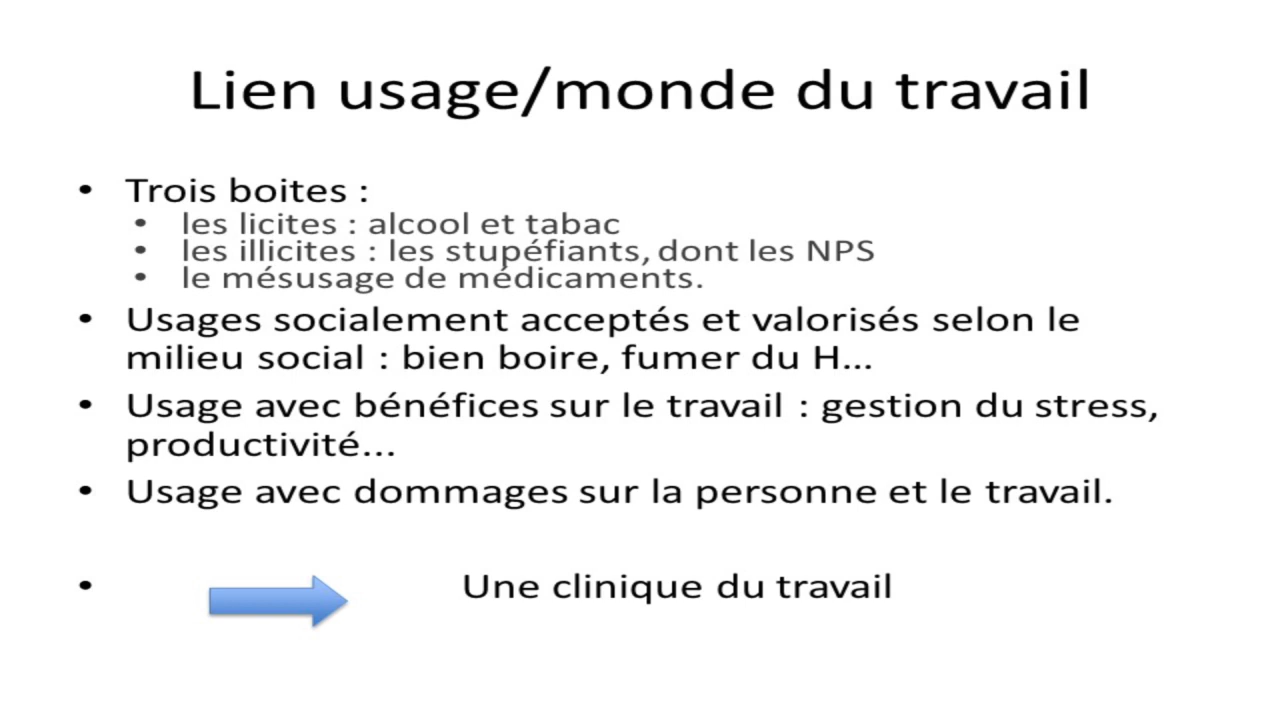 Lien usage/monde du travail
• Trois boites :
• les licites : alcool et tabac
• les illicites : les stupéfiants, dont les NPS
• le mésusage de médicaments.
• Usages socialement acceptés et valorisés selon le
milieu social : bien boire, fumer du H...
• Usage avec bénéfices sur le travail : gestion du stress,
productivité...
• Usage avec dommages sur la personne et le travail.
• Une clinique du travail